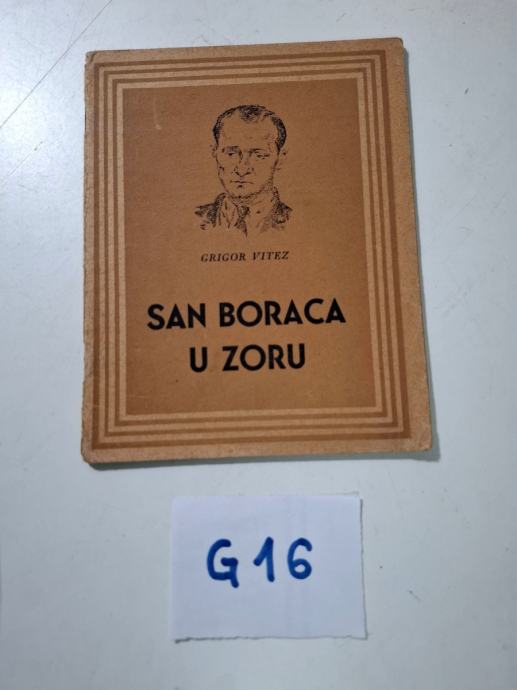 GRIGOR VITEZ
SAN BORACA
U ZORU
G16